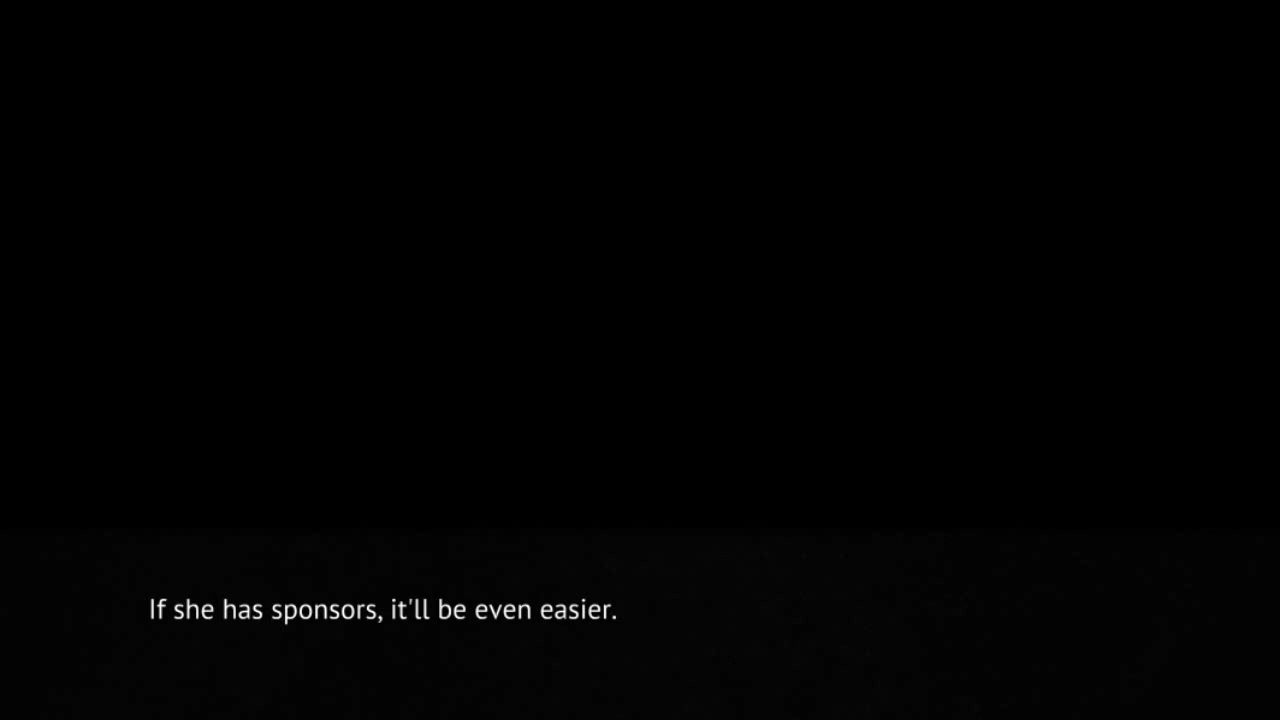 If she has sponsors, it'll be even easier.